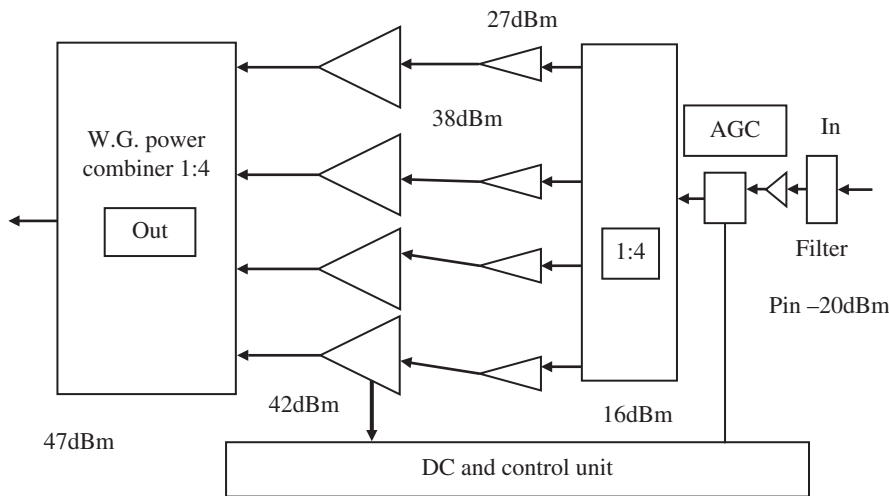 27dBm
38dBm
AGC
In
W.G. power
combiner 1:4
Out
1:4
Filter
Pin –20dBm
42dBm
16dBm
47dBm
DC and control unit